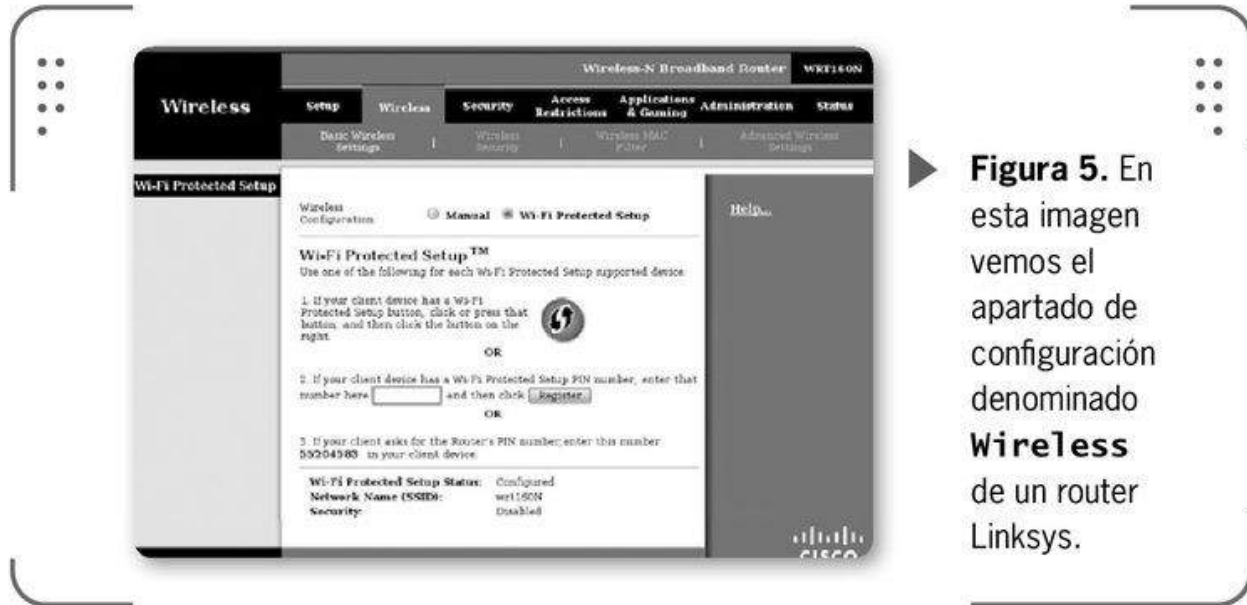 Wireless-N Broadband Router WRT160N
Wireless
Setup Wireless Security Access Restrictions Applications & Gaming Administration Status
Basic Wireless Settings | Wireless Security | Wireless MAC Filter | Advanced Wireless Settings
Wi-Fi Protected Setup
Wireless Configuration: Manual Wi-Fi Protected Setup
Help...
Wi-Fi Protected Setup™
Use one of the following for each Wi-Fi Protected Setup supported device:
1. If your client device has a Wi-Fi
Protected Setup button, click or press that
button, and then click the button on the
right.
OR
2. If your client device has a Wi-Fi Protected Setup PIN number, enter that
number here and then click Register
OR
3. If your client asks for the Router's PIN number, enter this number
55204583 in your client device.
Wi-Fi Protected Setup Status: Configured
Network Name (SSID): wrt160N
Security: Disabled
CISCO
Figura 5. En
esta imagen
vemos el
apartado de
configuración
denominado
Wireless
de un router
Linksys.